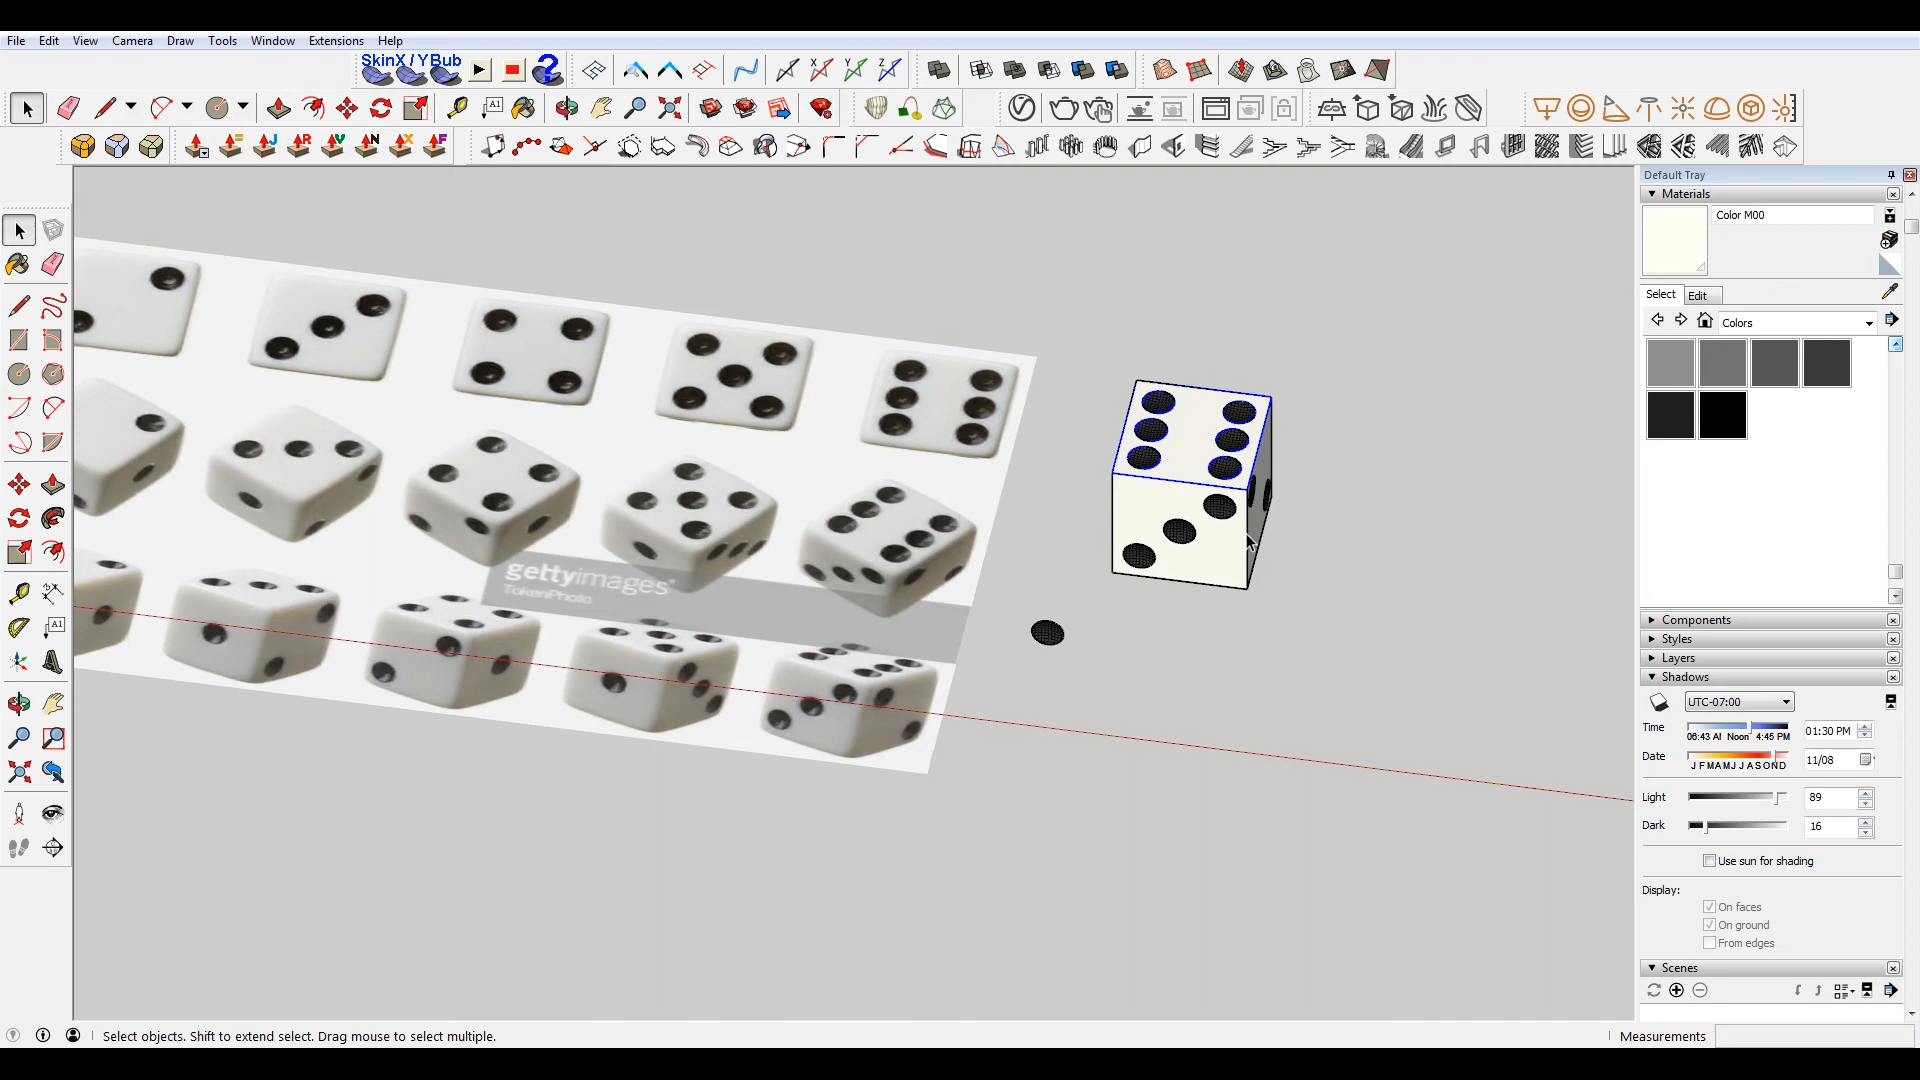 File Edit View Camera Draw Tools Window Extensions Help
SkinX / YBub
?
X Y Z
A1
= J R V N X F
Default Tray
Materials
Color M00
Select Edit
Colors
A1
gettyimages®
TokenPhoto
Components
Styles
Layers
Shadows
UTC-07:00
Time 06:43 AI Noon 4:45 PM 01:30 PM
Date J F M A M J J A S O N D 11/08
Light 89
Dark 16
Use sun for shading
Display:
On faces
On ground
From edges
Scenes
Select objects. Shift to extend select. Drag mouse to select multiple.
Measurements